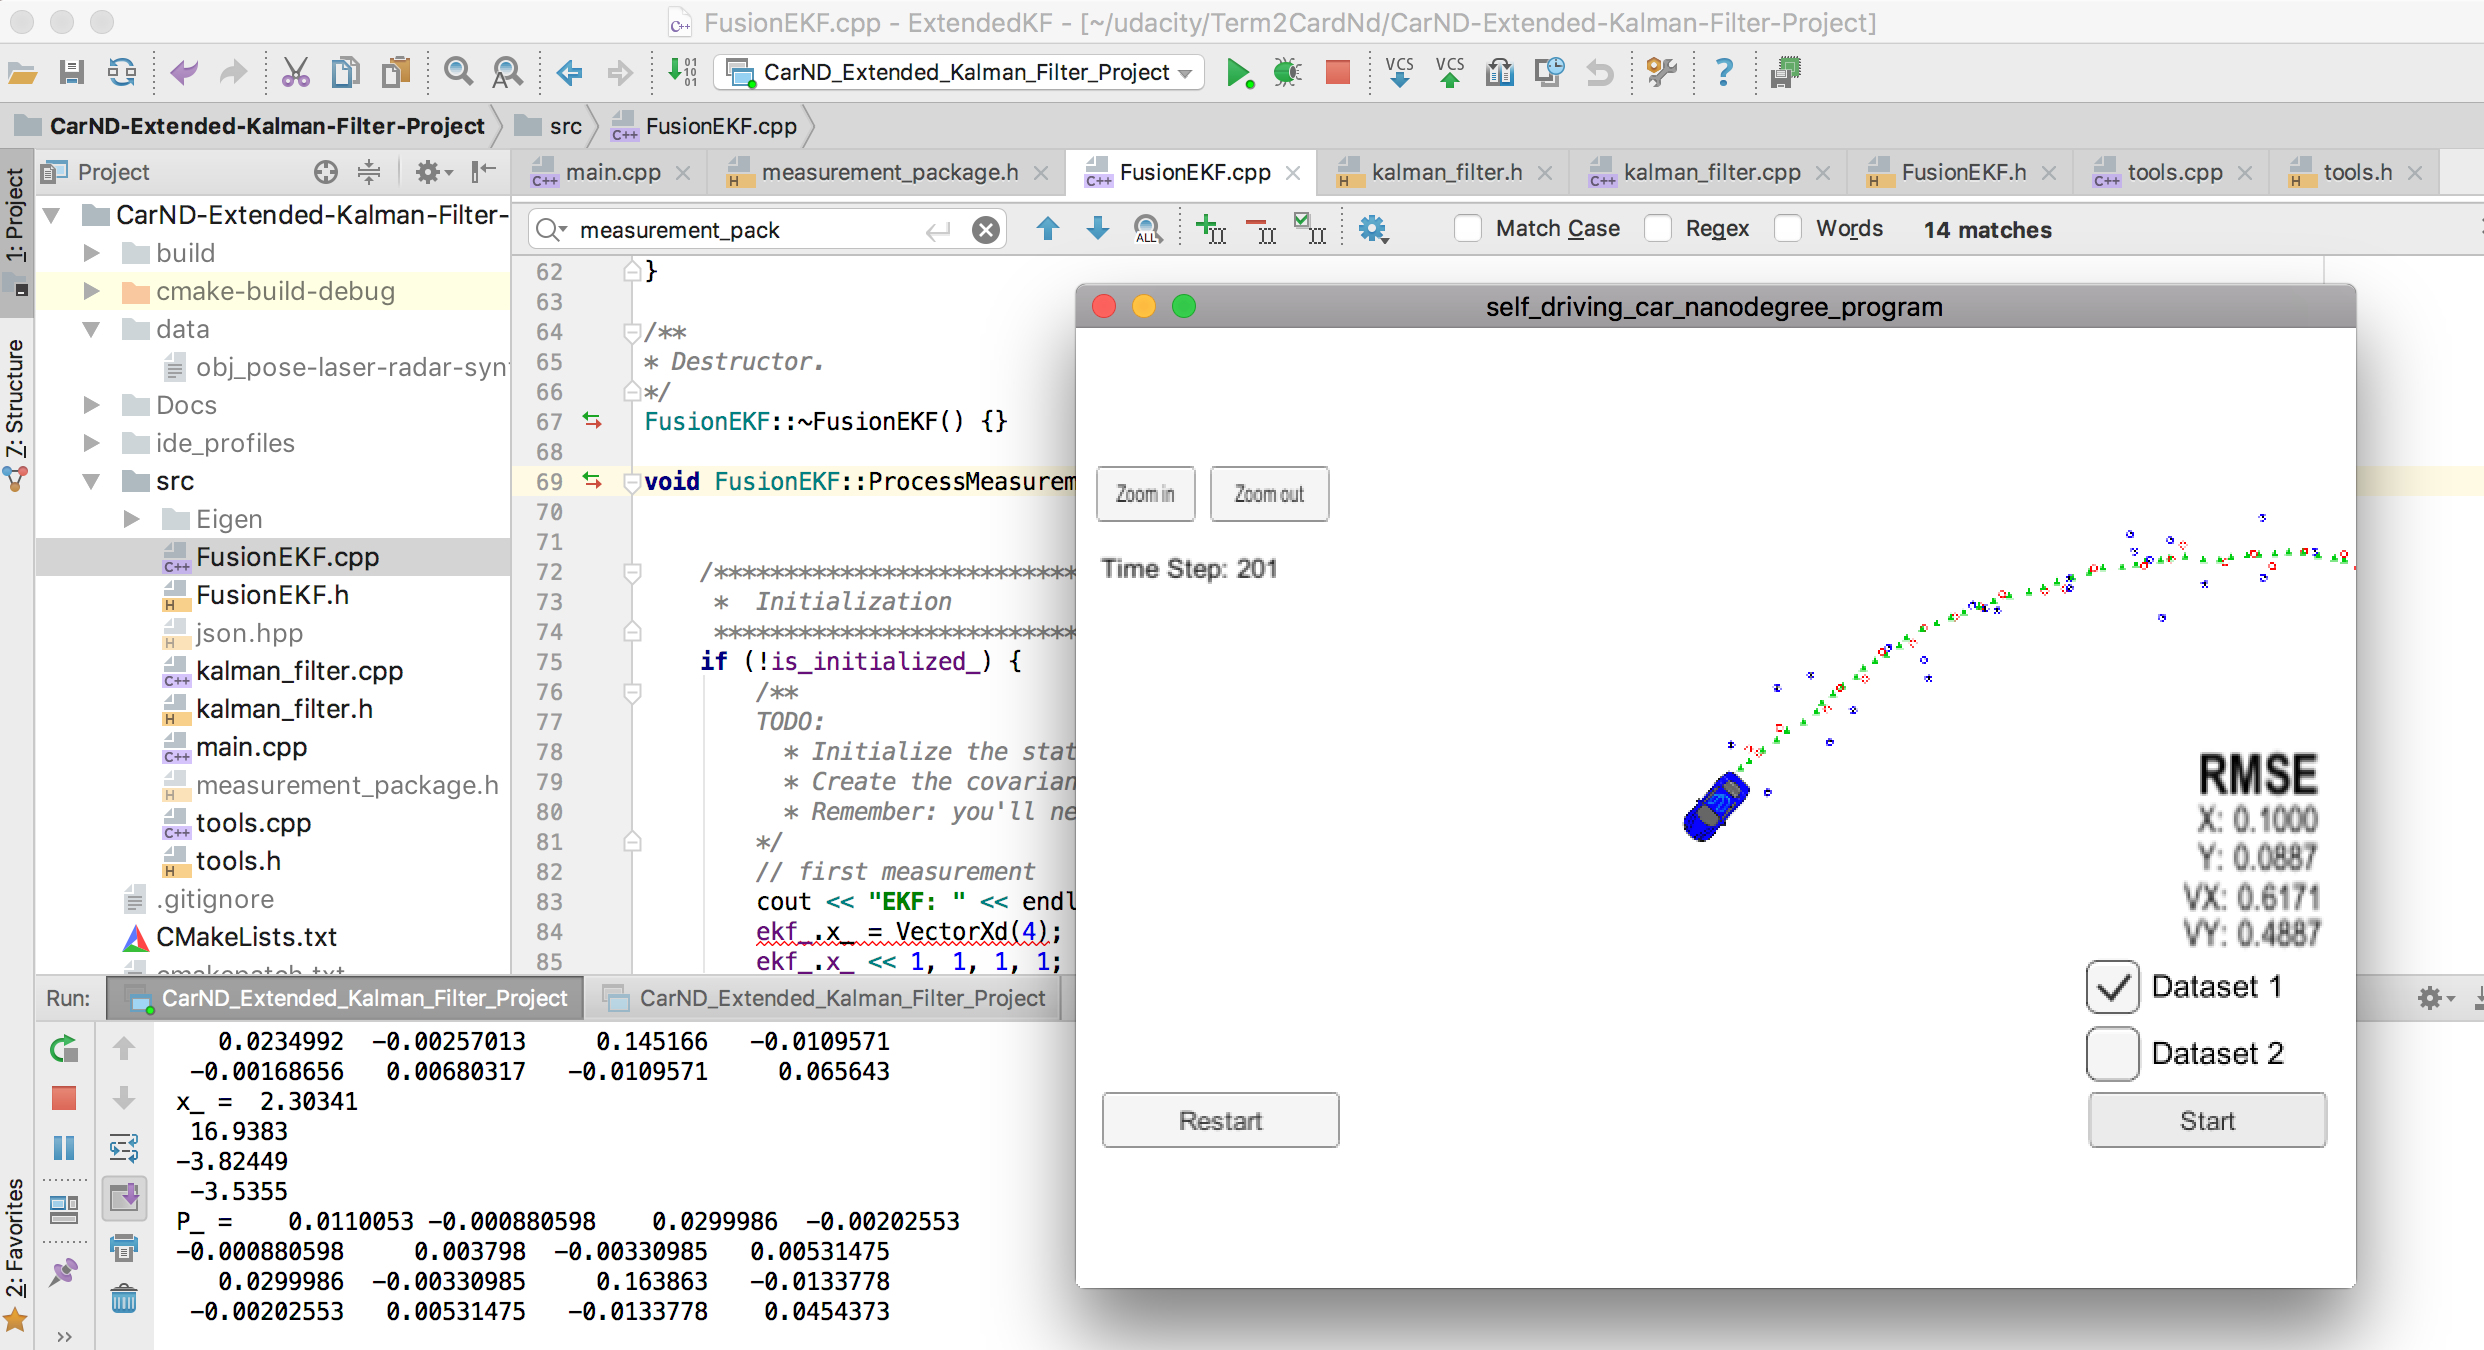 FusionEKF.cpp - ExtendedKF - [~/udacity/Term2CardNd/CarND-Extended-Kalman-Filter-Project]
CarND_Extended_Kalman_Filter_Project
VCS VCS
CarND-Extended-Kalman-Filter-Project src FusionEKF.cpp
Project
main.cpp measurement_package.h FusionEKF.cpp kalman_filter.h kalman_filter.cpp FusionEKF.h tools.cpp tools.h
measurement_pack
Match Case Regex Words 14 matches
1: Project
7: Structure
2: Favorites
CarND-Extended-Kalman-Filter-
build
cmake-build-debug
data
obj_pose-laser-radar-syn
Docs
ide_profiles
src
Eigen
FusionEKF.cpp
FusionEKF.h
json.hpp
kalman_filter.cpp
kalman_filter.h
main.cpp
measurement_package.h
tools.cpp
tools.h
.gitignore
CMakeLists.txt
cmakepatch.txt
62 }
63
64 /**
65 * Destructor.
66 */
67 FusionEKF::~FusionEKF() {}
68
69 void FusionEKF::ProcessMeasurem
70
71
72 /**************************
73 * Initialization
74 **************************
75 if (!is_initialized_) {
76 /**
77 TODO:
78 * Initialize the stat
79 * Create the covarian
80 * Remember: you'll ne
81 */
82 // first measurement
83 cout << "EKF: " << endl
84 ekf_.x_ = VectorXd(4);
85 ekf_.x_ << 1, 1, 1, 1;
self_driving_car_nanodegree_program
Zoom in Zoom out
Time Step: 201
RMSE
X: 0.1000
Y: 0.0887
VX: 0.6171
VY: 0.4887
Dataset 1
Dataset 2
Restart Start
Run: CarND_Extended_Kalman_Filter_Project CarND_Extended_Kalman_Filter_Project
0.0234992 -0.00257013 0.145166 -0.0109571
-0.00168656 0.00680317 -0.0109571 0.065643
x_ = 2.30341
16.9383
-3.82449
-3.5355
P_ = 0.0110053 -0.000880598 0.0299986 -0.00202553
-0.000880598 0.003798 -0.00330985 0.00531475
0.0299986 -0.00330985 0.163863 -0.0133778
-0.00202553 0.00531475 -0.0133778 0.0454373